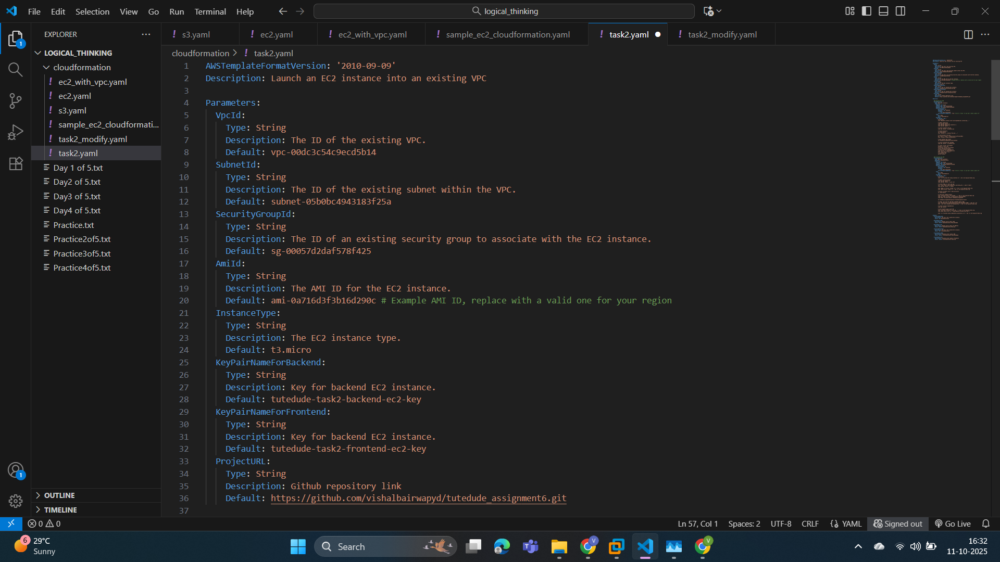 File Edit Selection View Go Run Terminal Help
logical_thinking
EXPLORER
s3.yaml
ec2.yaml
ec2_with_vpc.yaml
sample_ec2_cloudformation.yaml
task2.yaml
task2_modify.yaml
LOGICAL_THINKING
cloudformation
ec2_with_vpc.yaml
ec2.yaml
s3.yaml
sample_ec2_cloudformati...
task2_modify.yaml
task2.yaml
Day 1 of 5.txt
Day2 of 5.txt
Day3 of 5.txt
Day4 of 5.txt
Practice.txt
Practice2of5.txt
Practice3of5.txt
Practice4of5.txt
OUTLINE
TIMELINE
1
1
cloudformation > ! task2.yaml
1 AWSTemplateFormatVersion: '2010-09-09'
2 Description: Launch an EC2 instance into an existing VPC
3
4 Parameters:
5 VpcId:
6 Type: String
7 Description: The ID of the existing VPC.
8 Default: vpc-00dc3c54c9ecd5b14
9 SubnetId:
10 Type: String
11 Description: The ID of the existing subnet within the VPC.
12 Default: subnet-05b0bc4943183f25a
13 SecurityGroupId:
14 Type: String
15 Description: The ID of an existing security group to associate with the EC2 instance.
16 Default: sg-00057d2daf578f425
17 AmiId:
18 Type: String
19 Description: The AMI ID for the EC2 instance.
20 Default: ami-0a716d3f3b16d290c # Example AMI ID, replace with a valid one for your region
21 InstanceType:
22 Type: String
23 Description: The EC2 instance type.
24 Default: t3.micro
25 KeyPairNameForBackend:
26 Type: String
27 Description: Key for backend EC2 instance.
28 Default: tutedude-task2-backend-ec2-key
29 KeyPairNameForFrontend:
30 Type: String
31 Description: Key for backend EC2 instance.
32 Default: tutedude-task2-frontend-ec2-key
33 ProjectURL:
34 Type: String
35 Description: Github repository link
36 Default: https://github.com/vishalbairwapyd/tutedude_assignment6.git
37
0 0
Ln 57, Col 1 Spaces: 2 UTF-8 CRLF {} YAML Signed out Go Live
6
29°C
Sunny
Search
V
V
16:32
11-10-2025